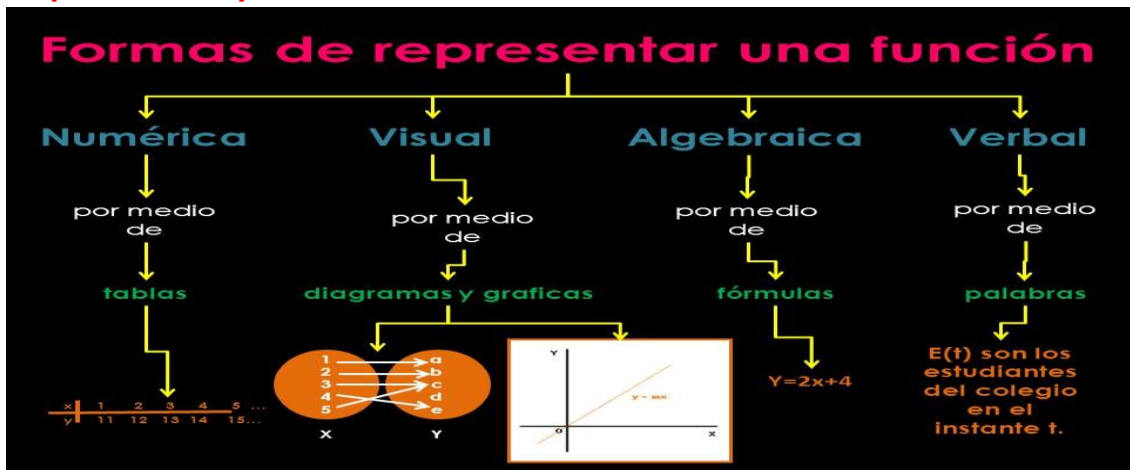 Formas de representar una función
Numérica
Visual
Algebraica
Verbal
por medio
de
por medio
de
por medio
de
por medio
de
tablas
diagramas y graficas
fórmulas
palabras
x 1 2 3 4 5 ...
y 11 12 13 14 15...
1
2
3
4
5
a
b
c
d
e
X
Y
Y
y = mx
O
X
Y=2x+4
E(t) son los
estudiantes
del colegio
en el
instante t.